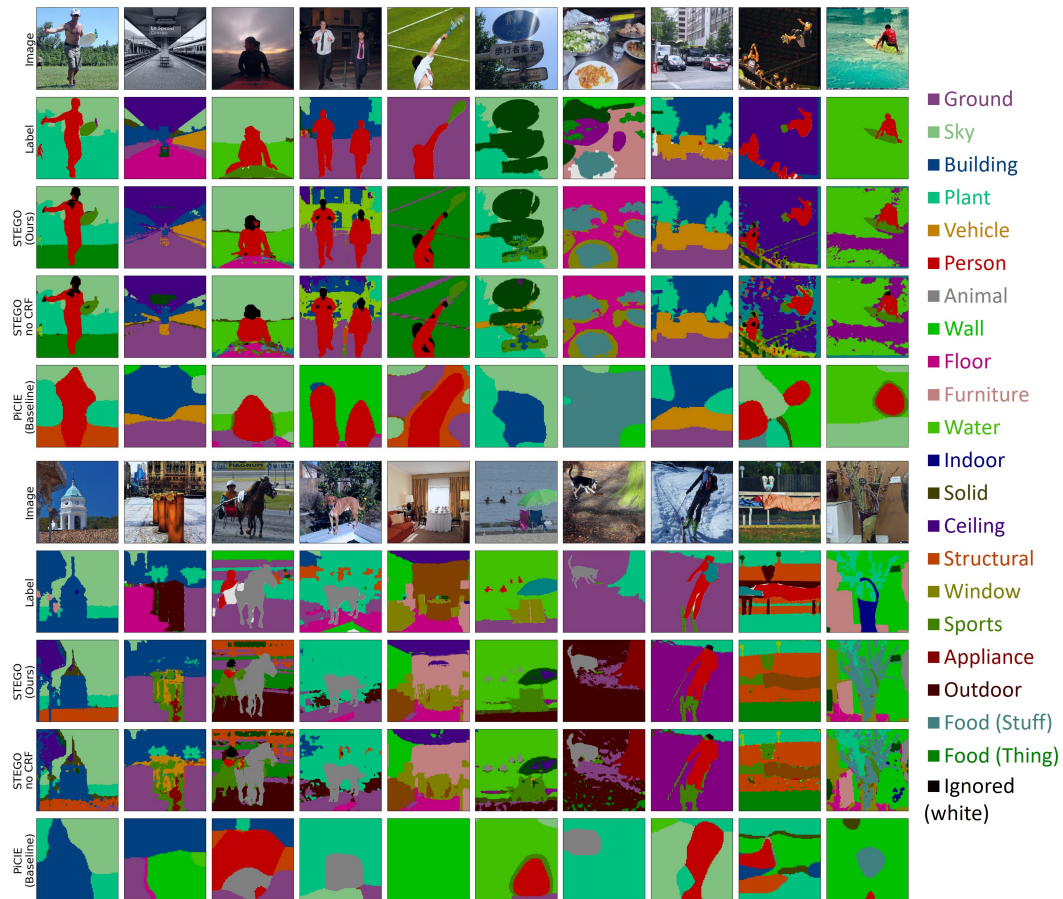 Image
Label
STEGO
(Ours)
STEGO
no CRF
PiCIE
(Baseline)
Image
Label
STEGO
(Ours)
STEGO
no CRF
PiCIE
(Baseline)
Ground
Sky
Building
Plant
Vehicle
Person
Animal
Wall
Floor
Furniture
Water
Indoor
Solid
Ceiling
Structural
Window
Sports
Appliance
Outdoor
Food (Stuff)
Food (Thing)
Ignored
(white)